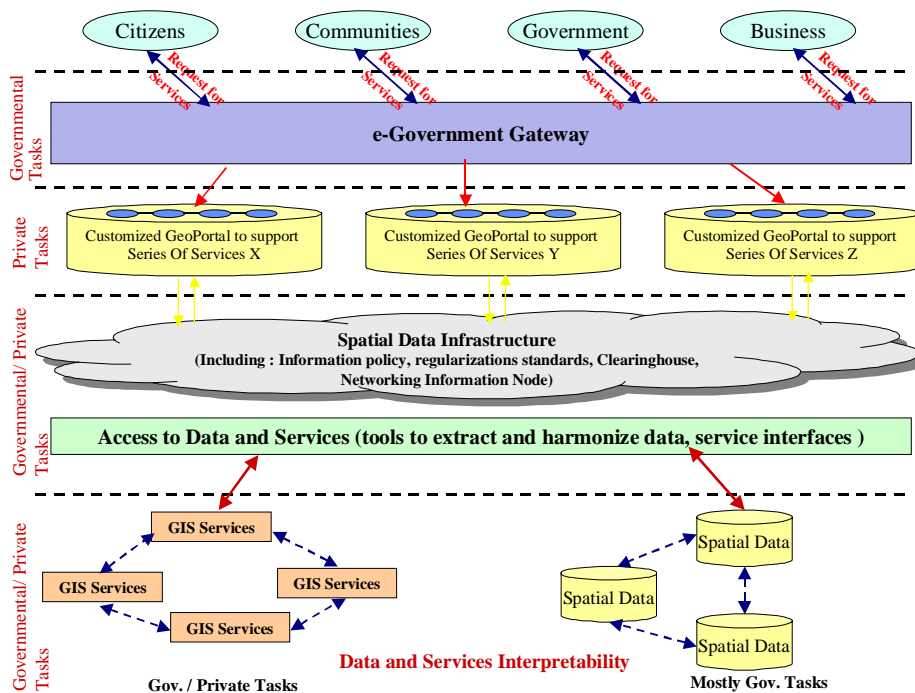 Citizens
Communities
Government
Business
Request for
Services
Request for
Services
Request for
Services
Request for
Services
Governmental
Tasks
e-Government Gateway
Private
Tasks
Customized GeoPortal to support
Series Of Services X
Customized GeoPortal to support
Series Of Services Y
Customized GeoPortal to support
Series Of Services Z
Governmental/ Private
Tasks
Spatial Data Infrastructure
(Including : Information policy, regularizations standards, Clearinghouse,
Networking Information Node)
Access to Data and Services (tools to extract and harmonize data, service interfaces )
Governmental/ Private
Tasks
GIS Services
GIS Services
GIS Services
GIS Services
Spatial Data
Spatial Data
Spatial Data
Data and Services Interpretability
Gov. / Private Tasks
Mostly Gov. Tasks